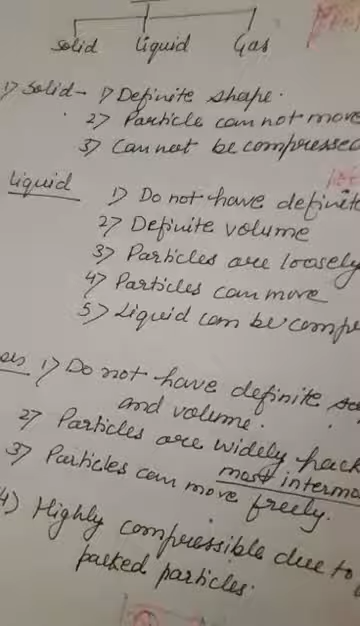 Solid Liquid Gas
1) Solid - 1) Definite shape.
2) Particle can not move
3) Cannot be compressed
Liquid 1) Do not have definite
2) Definite volume
3) Particles are loosely
4) Particles can move
5) Liquid can be compre
1) Do not have definite
and volume.
2) Particles are widely pack
most interm
3) Particles can move freely.
4) Highly compressible due to
packed particles.